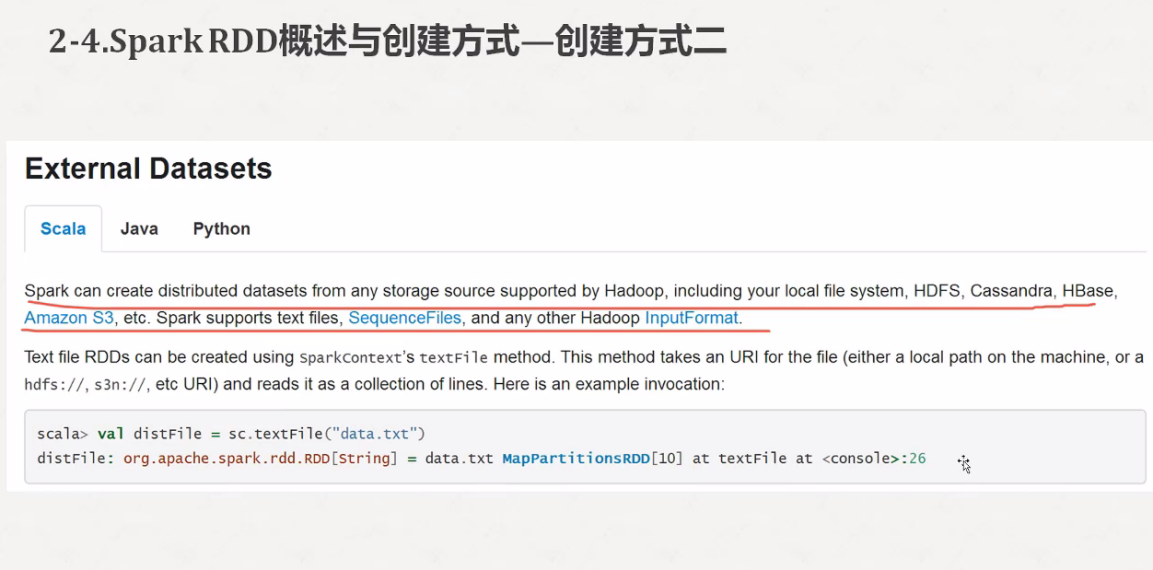 2-4.Spark RDD概述与创建方式—创建方式二
External Datasets
Scala Java Python
Spark can create distributed datasets from any storage source supported by Hadoop, including your local file system, HDFS, Cassandra, HBase,
Amazon S3, etc. Spark supports text files, SequenceFiles, and any other Hadoop InputFormat.
Text file RDDs can be created using SparkContext's textFile method. This method takes an URI for the file (either a local path on the machine, or a
hdfs://, s3n://, etc URI) and reads it as a collection of lines. Here is an example invocation:
scala> val distFile = sc.textFile("data.txt")
distFile: org.apache.spark.rdd.RDD[String] = data.txt MapPartitionsRDD[10] at textFile at <console>:26